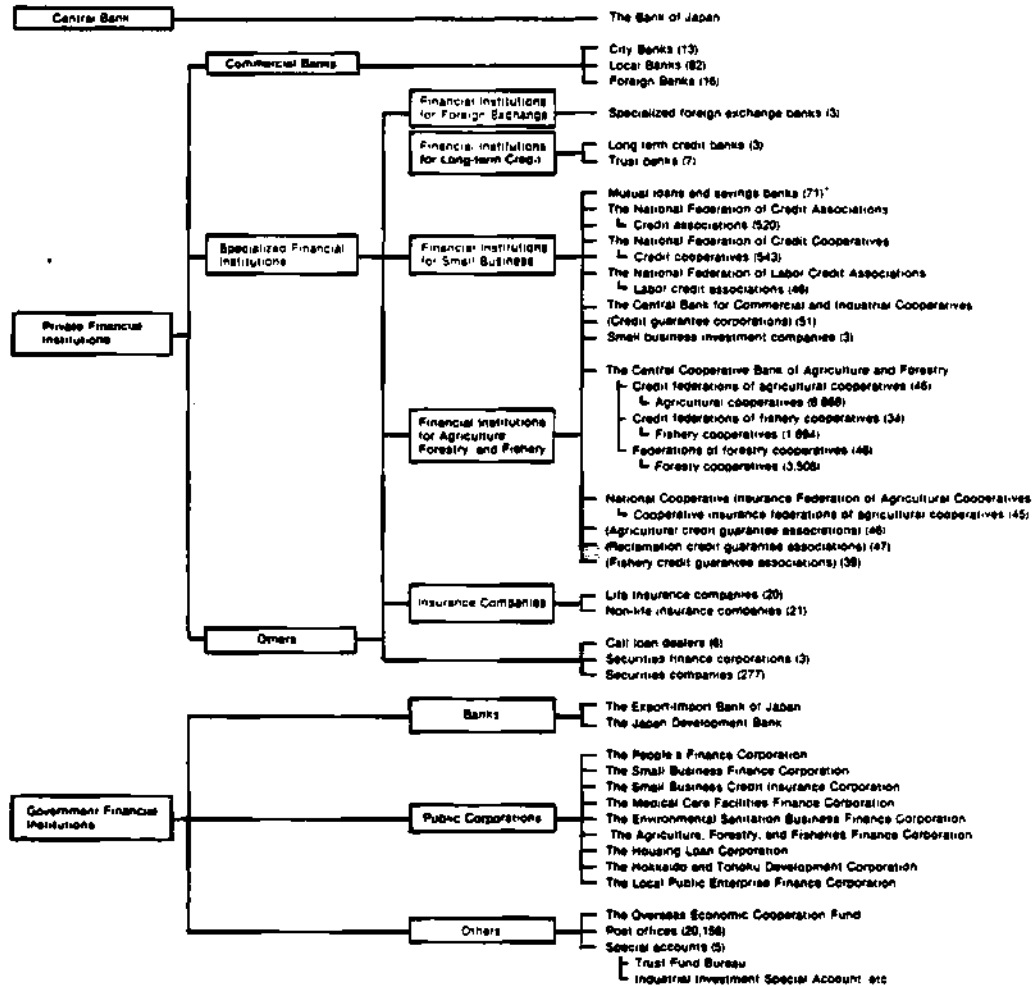 Central Bank
The Bank of Japan
Commercial Banks
City Banks (13)
Local Banks (62)
Foreign Banks (16)
Financial Institutions
for Foreign Exchange
Specialized foreign exchange banks (3)
Financial Institutions
for Long-term Credit
Long term credit banks (3)
Trust banks (7)
Private Financial
Institutions
Specialized Financial
Institutions
Financial Institutions
for Small Business
Mutual loans and savings banks (71)*
The National Federation of Credit Associations
Credit associations (520)
The National Federation of Credit Cooperatives
Credit cooperatives (543)
The National Federation of Labor Credit Associations
Labor credit associations
The Central Bank for Commercial and Industrial Cooperatives
(Credit guarantee corporations) (51)
Small business investment companies (3)
Financial Institutions
for Agriculture
Forestry, and Fishery
The Central Cooperative Bank of Agriculture and Forestry
Credit federations of agricultural cooperatives
Agricultural cooperatives
Credit federations of fishery cooperatives (34)
Fishery cooperatives
Federations of forestry cooperatives
Foresty cooperatives
National Cooperative Insurance Federation of Agricultural Cooperatives
Cooperative insurance federations of agricultural cooperatives (45)
(Agricultural credit guarantee associations)
(Reclamation credit guarantee associations) (47)
(Fishery credit guarantee associations) (39)
Others
Insurance Companies
Life insurance companies (20)
Non-life insurance companies (21)
Call loan dealers (6)
Securities finance corporations (3)
Securities companies (277)
Government Financial
Institutions
Banks
The Export-Import Bank of Japan
The Japan Development Bank
Public Corporations
The People's Finance Corporation
The Small Business Finance Corporation
The Small Business Credit Insurance Corporation
The Medical Care Facilities Finance Corporation
The Environmental Sanitation Business Finance Corporation
The Agriculture, Forestry, and Fisheries Finance Corporation
The Housing Loan Corporation
The Hokkaido and Tohoku Development Corporation
The Local Public Enterprise Finance Corporation
Others
The Overseas Economic Cooperation Fund
Post offices
Special accounts (5)
Trust Fund Bureau
Industrial Investment Special Account etc